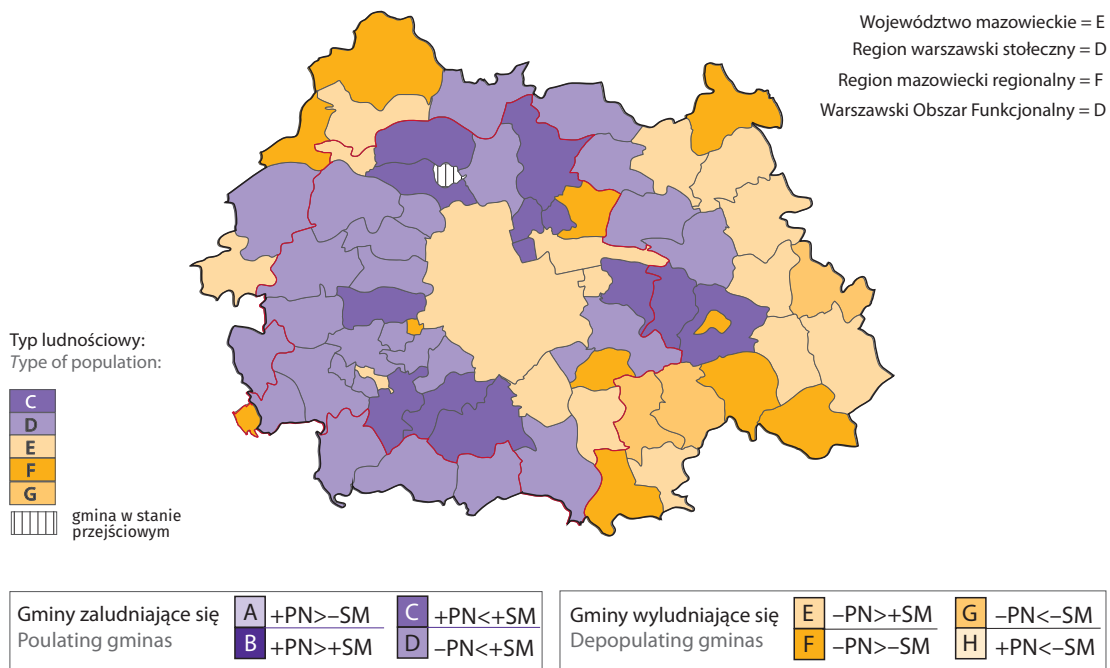 Województwo mazowieckie = E
Region warszawski stołeczny = D
Region mazowiecki regionalny = F
Warszawski Obszar Funkcjonalny = D
Typ ludnościowy:
Type of population:
C
D
E
F
G
gmina w stanie
przejściowym
Gminy zaludniające się
Poulating gminas
A +PN>−SM
B +PN>+SM
C +PN<+SM
D −PN<+SM
Gminy wyludniające się
Depopulating gminas
E −PN>+SM
F −PN>−SM
G −PN<−SM
H +PN<−SM